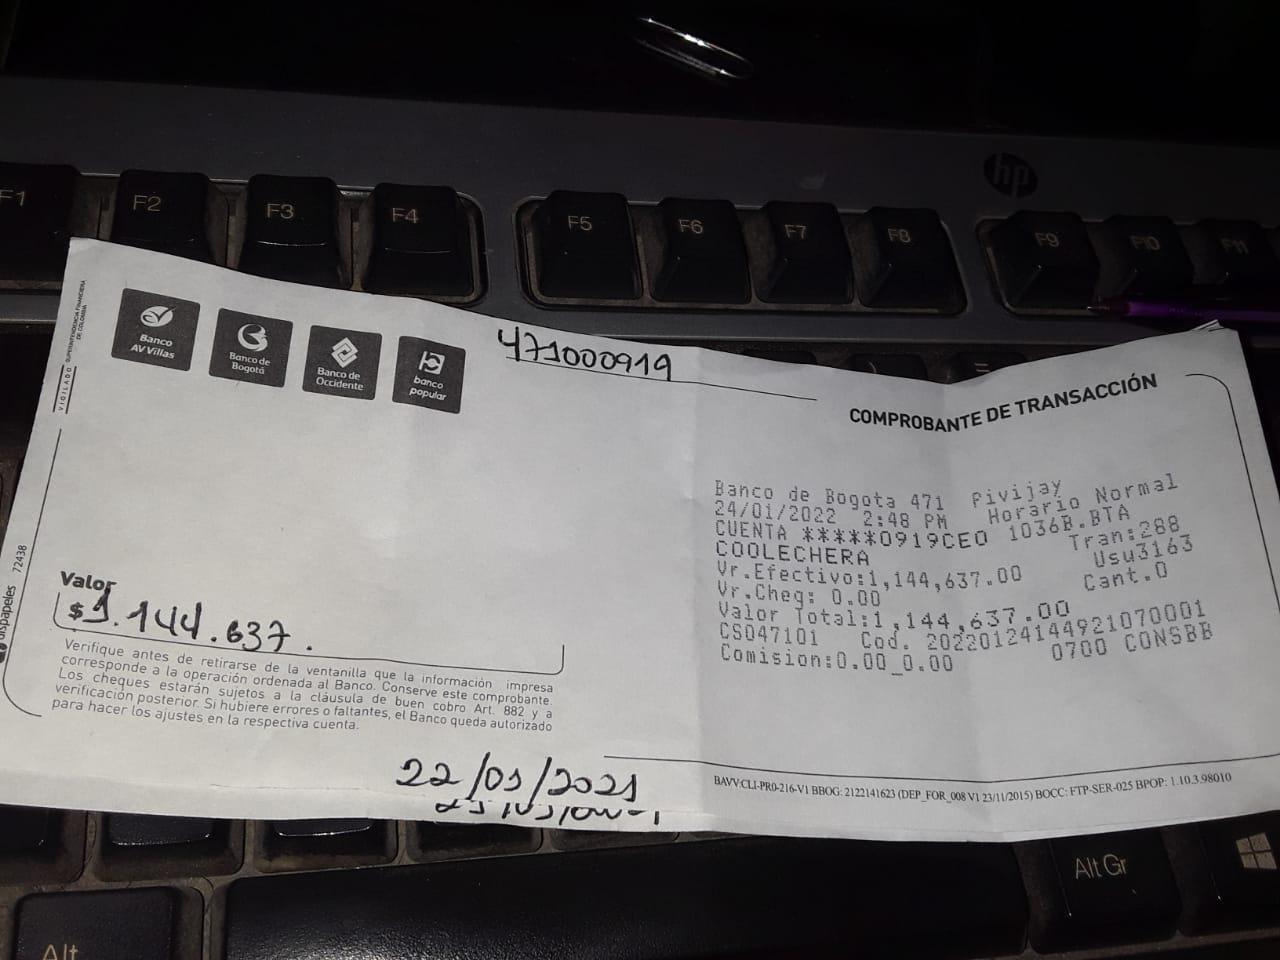 F1
F2
F3
F4
F5
F6
F7
F8
F9
F10
F11
hp
VIGILADO SUPERINTENDENCIA FINANCIERA
DE COLOMBIA
Banco
AV Villas
Banco de
Bogotá
Banco de
Occidente
banco
popular
471000919
COMPROBANTE DE TRANSACCIÓN
Banco de Bogota 471 Pivijay
24/01/2022 2:48 PM Horario Normal
CUENTA *****0919CEO 1036B.BTA
COOLECHERA Tran:288
Vr.Efectivo:1,144,637.00 Usu3163
Vr.Cheq: 0.00 Cant.0
Valor Total:1,144,637.00
CS047101 Cod. 20220124144921070001
Comision:0.00_0.00 0700 CONSBB
Valor
$1.144.637.
Verifique antes de retirarse de la ventanilla que la información impresa
corresponde a la operación ordenada al Banco. Conserve este comprobante.
Los cheques estarán sujetos a la cláusula de buen cobro Art. 882 y a
verificación posterior. Si hubiere errores o faltantes, el Banco queda autorizado
para hacer los ajustes en la respectiva cuenta.
dispapeles 72438
22/01/2021
BAVV:CLI-PR0-216-V1 BBOG: 2122141623 (DEP_FOR_008 V1 23/11/2015) BOCC: FTP-SER-025 BPOP: 1.10.3.98010
Alt Gr
Alt